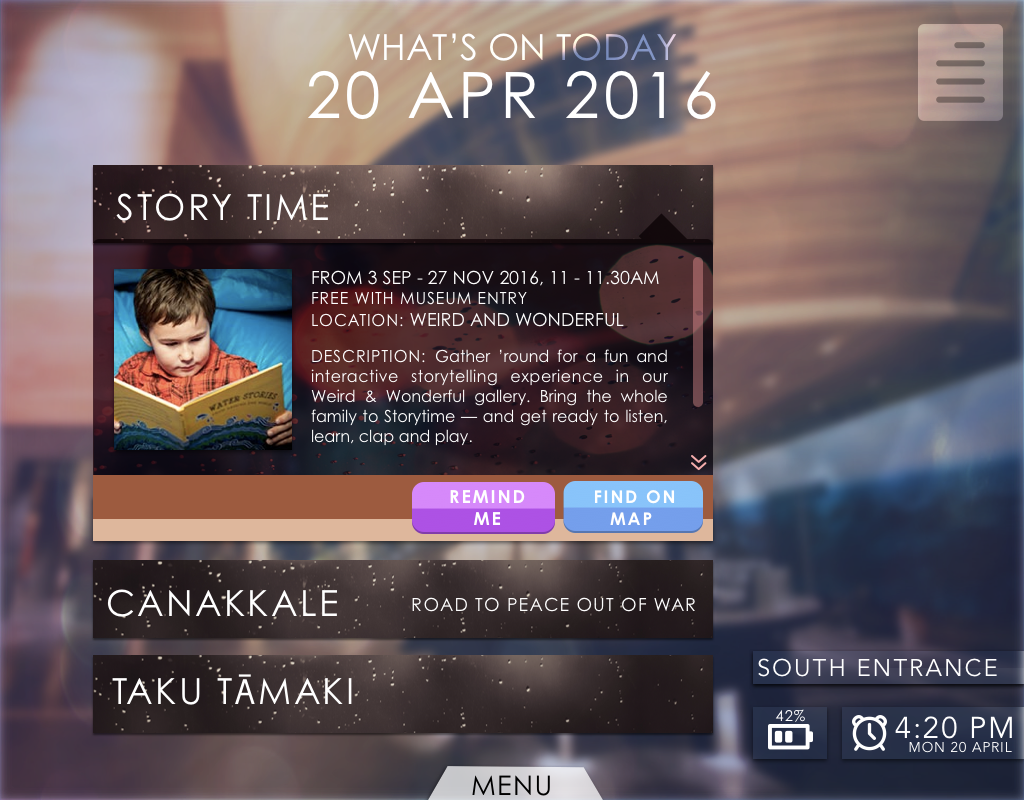 WHAT’S ON TODAY
20 APR 2016
STORY TIME
FROM 3 SEP - 27 NOV 2016, 11 - 11.30AM
FREE WITH MUSEUM ENTRY
LOCATION: WEIRD AND WONDERFUL
DESCRIPTION: Gather ’round for a fun and
interactive storytelling experience in our
Weird & Wonderful gallery. Bring the whole
family to Storytime — and get ready to listen,
learn, clap and play.
WATER STORIES
REMIND
ME
FIND ON
MAP
CANAKKALE
ROAD TO PEACE OUT OF WAR
TAKU TĀMAKI
SOUTH ENTRANCE
42%
4:20 PM
MON 20 APRIL
MENU